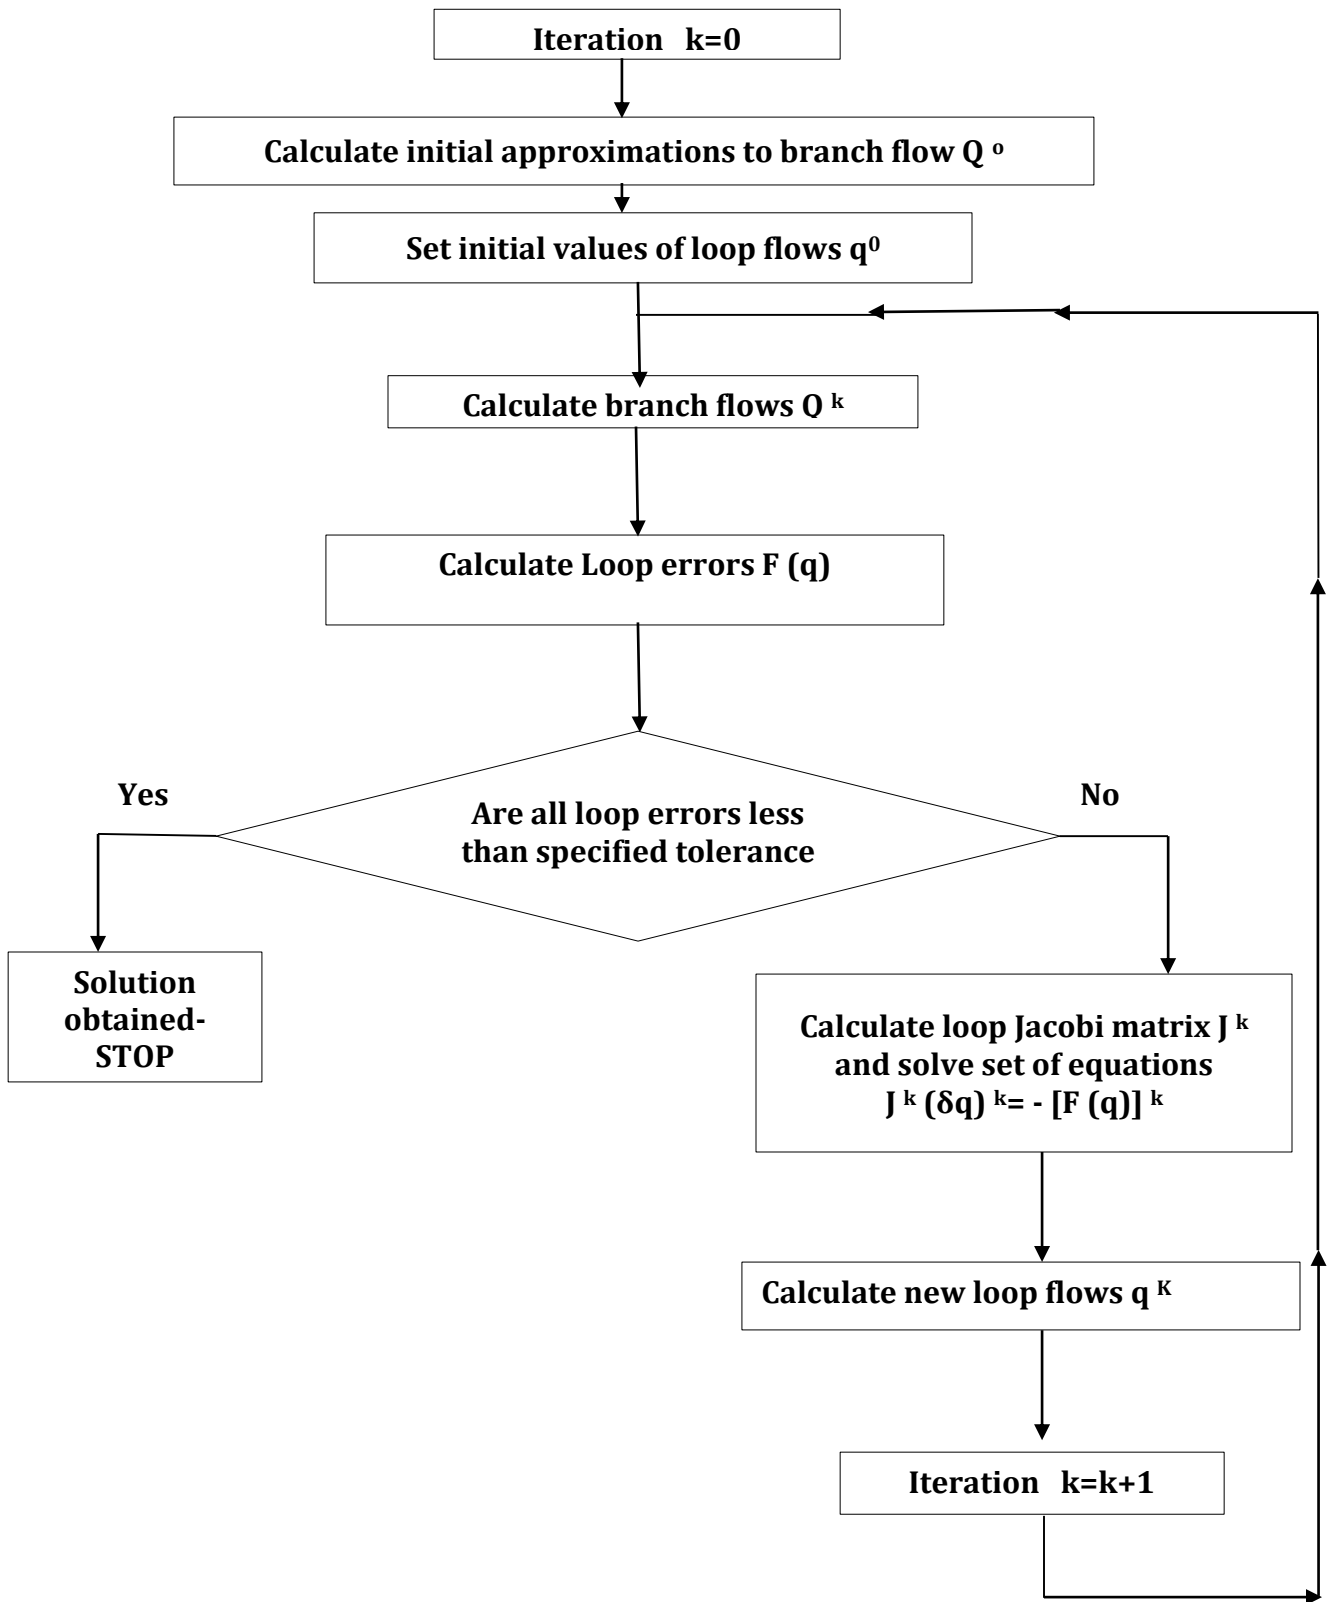 Iteration k=0
Calculate initial approximations to branch flow Q º
Set initial values of loop flows q⁰
Calculate branch flows Q ᵏ
Calculate Loop errors F (q)
Yes
No
Are all loop errors less
than specified tolerance
Solution
obtained-
STOP
Calculate loop Jacobi matrix J ᵏ
and solve set of equations
J ᵏ (δq) ᵏ= - [F (q)] ᵏ
Calculate new loop flows q ᴷ
Iteration k=k+1